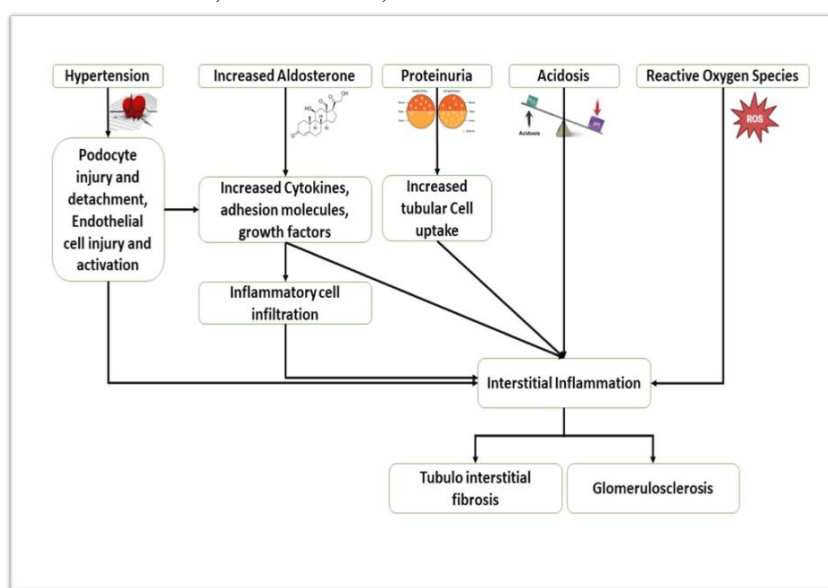 Hypertension
Increased Aldosterone
Proteinuria
Acidosis
Reactive Oxygen Species
Acidosis
ROS
Podocyte
injury and
detachment,
Endothelial
cell injury and
activation
Increased Cytokines,
adhesion molecules,
growth factors
Increased
tubular Cell
uptake
Inflammatory cell
infiltration
Interstitial Inflammation
Tubulo interstitial
fibrosis
Glomerulosclerosis